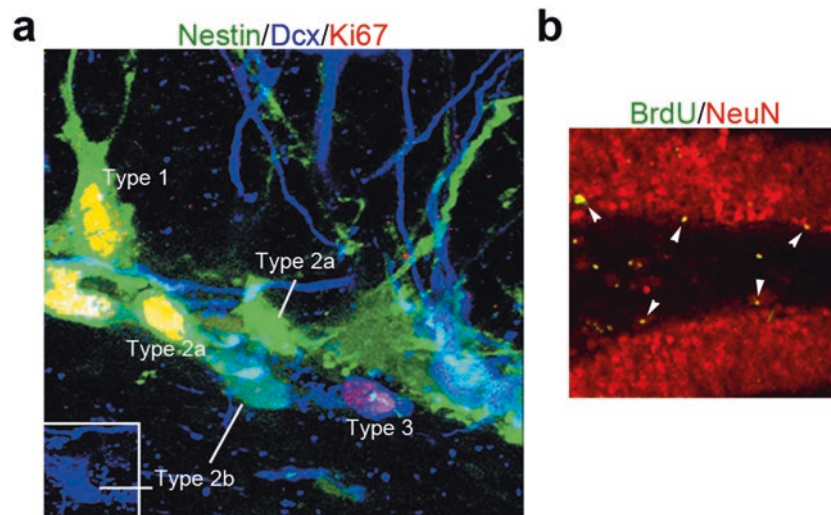 a
Nestin/Dcx/Ki67
Type 1
Type 2a
Type 2a
Type 3
Type 2b
b
BrdU/NeuN